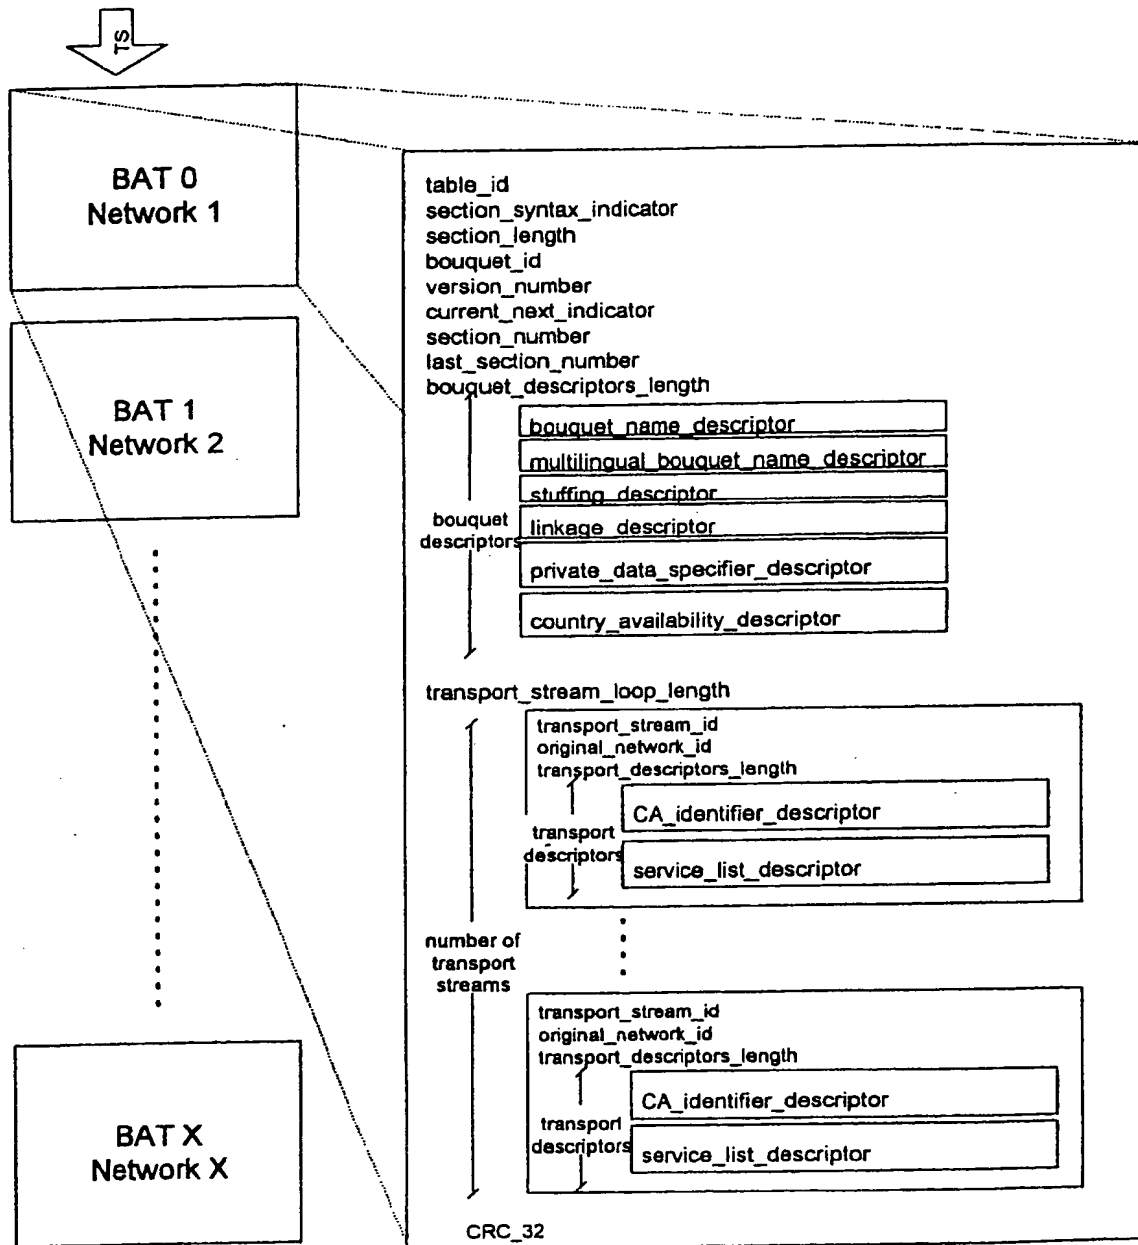 TS
BAT 0
Network 1
BAT 1
Network 2
BAT X
Network X
table_id
section_syntax_indicator
section_length
bouquet_id
version_number
current_next_indicator
section_number
last_section_number
bouquet_descriptors_length
bouquet
descriptors
bouquet_name_descriptor
multilingual_bouquet_name_descriptor
stuffing_descriptor
linkage_descriptor
private_data_specifier_descriptor
country_availability_descriptor
transport_stream_loop_length
number of
transport
streams
transport_stream_id
original_network_id
transport_descriptors_length
transport
descriptors
CA_identifier_descriptor
service_list_descriptor
transport_stream_id
original_network_id
transport_descriptors_length
transport
descriptors
CA_identifier_descriptor
service_list_descriptor
CRC_32